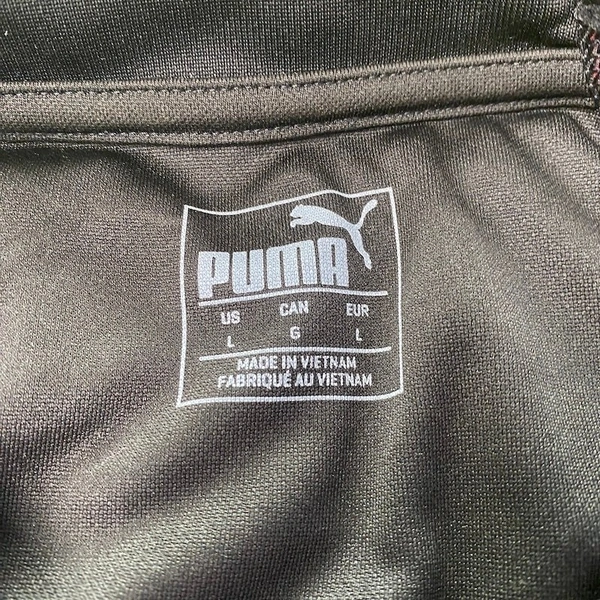 PUMA
US CAN EUR
L G L
MADE IN VIETNAM
FABRIQUÉ AU VIETNAM